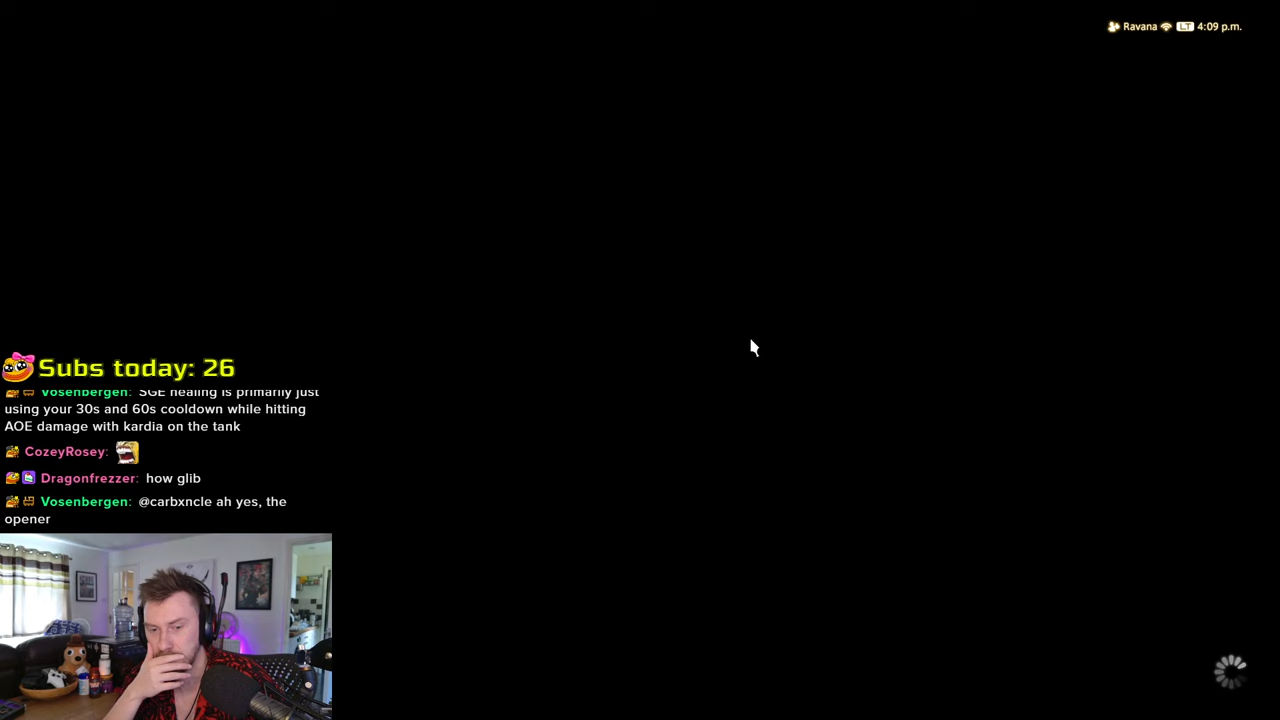 Ravana LT 4:09 p.m.
Subs today: 26
Vosenbergen: SGE healing is primarily just
using your 30s and 60s cooldown while hitting
AOE damage with kardia on the tank
CozeyRosey:
Dragonfrezzer: how glib
Vosenbergen: @carbxncle ah yes, the
opener